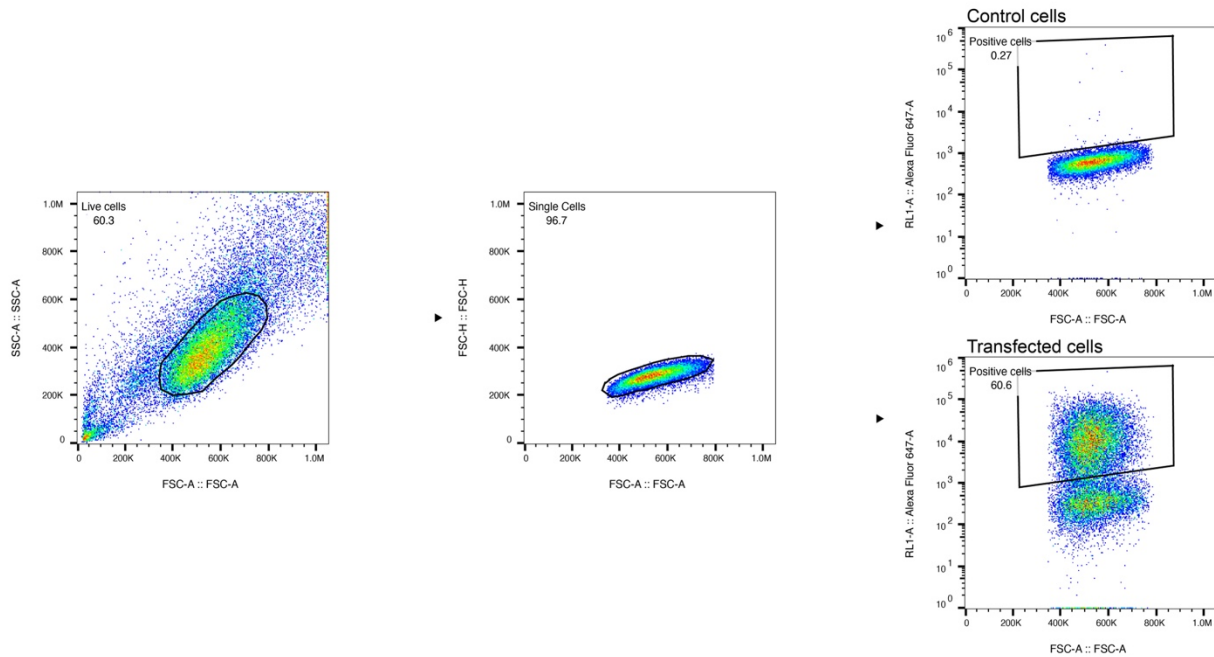 Control cells
Positive cells
0.27
10^6
10^5
10^4
10^3
10^2
10^1
10^0
RL1-A :: Alexa Fluor 647-A
0 200K 400K 600K 800K 1.0M
FSC-A :: FSC-A
Live cells
60.3
1.0M
800K
600K
400K
200K
0
SSC-A :: SSC-A
0 200K 400K 600K 800K 1.0M
FSC-A :: FSC-A
Single Cells
96.7
1.0M
800K
600K
400K
200K
0
FSC-H :: FSC-H
0 200K 400K 600K 800K 1.0M
FSC-A :: FSC-A
Transfected cells
Positive cells
60.6
10^6
10^5
10^4
10^3
10^2
10^1
10^0
RL1-A :: Alexa Fluor 647-A
0 200K 400K 600K 800K 1.0M
FSC-A :: FSC-A